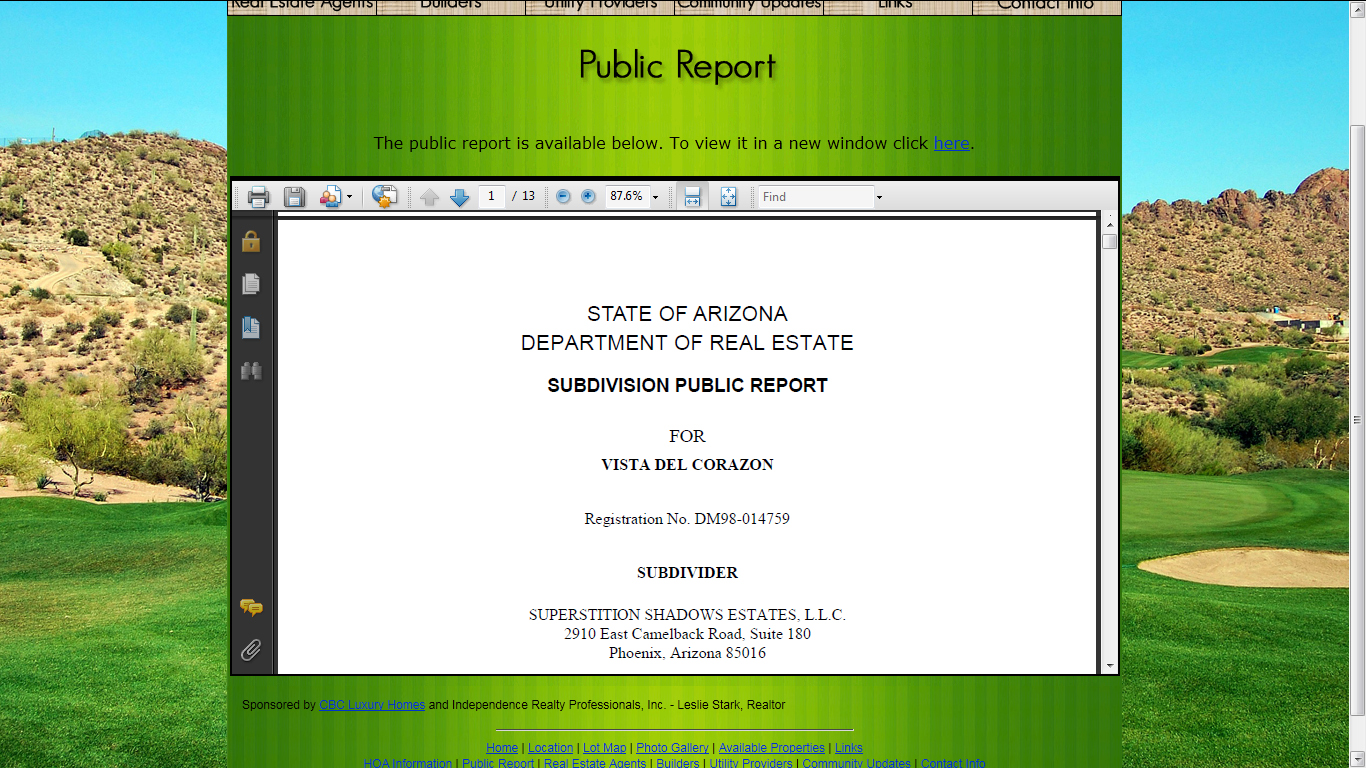 Real Estate Agents Builders Utility Providers Community Updates Links Contact Info
Public Report
The public report is available below. To view it in a new window click here.
1 / 13 87.6% Find
STATE OF ARIZONA
DEPARTMENT OF REAL ESTATE
SUBDIVISION PUBLIC REPORT
FOR
VISTA DEL CORAZON
Registration No. DM98-014759
SUBDIVIDER
SUPERSTITION SHADOWS ESTATES, L.L.C.
2910 East Camelback Road, Suite 180
Phoenix, Arizona 85016
Sponsored by CBC Luxury Homes and Independence Realty Professionals, Inc. - Leslie Stark, Realtor
Home | Location | Lot Map | Photo Gallery | Available Properties | Links
HOA Information | Public Report | Real Estate Agents | Builders | Utility Providers | Community Updates | Contact Info